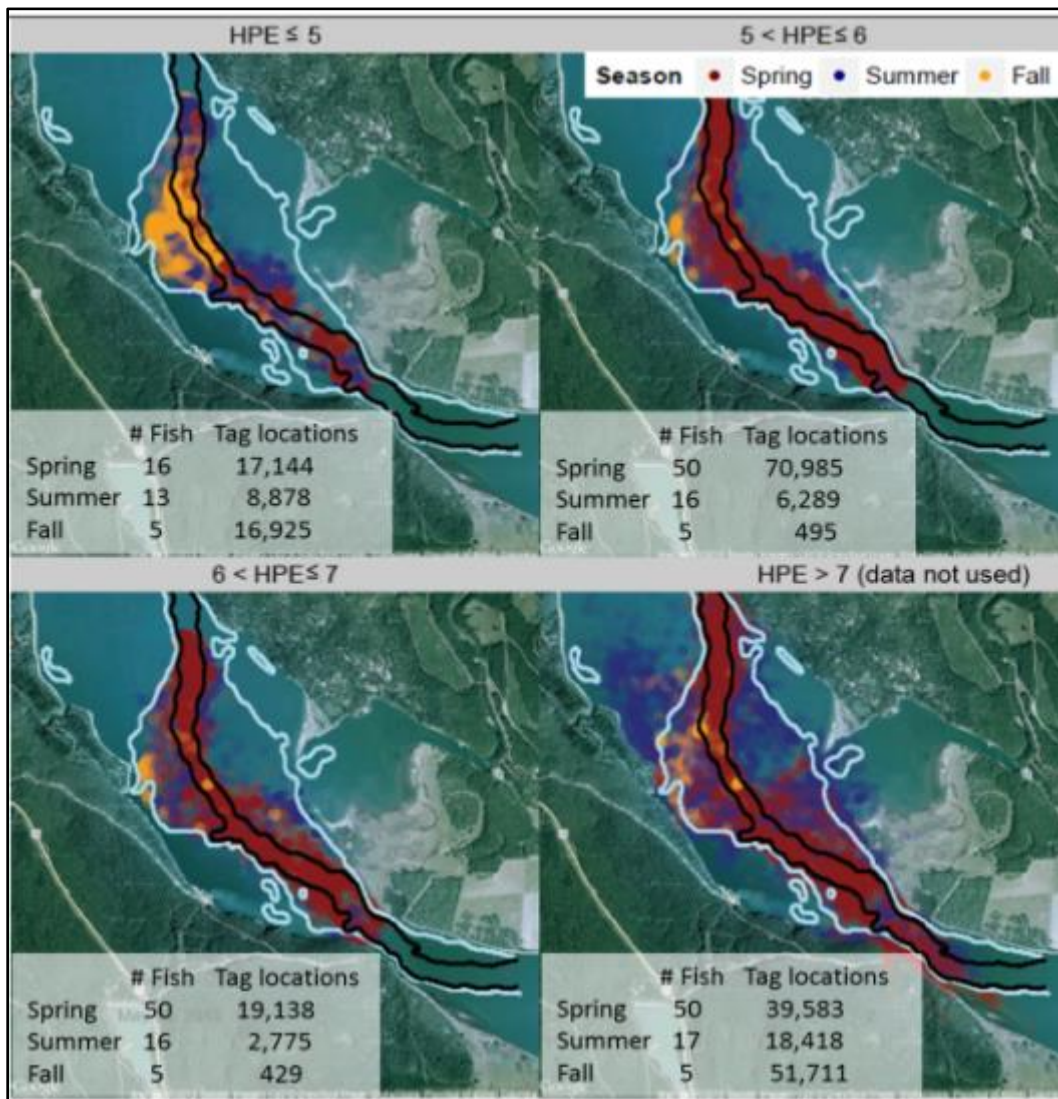 HPE ≤ 5
5 < HPE≤ 6
Season Spring Summer Fall
# Fish Tag locations
Spring 16 17,144
Summer 13 8,878
Fall 5 16,925
# Fish Tag locations
Spring 50 70,985
Summer 16 6,289
Fall 5 495
6 < HPE≤ 7
HPE > 7 (data not used)
# Fish Tag locations
Spring 50 19,138
Summer 16 2,775
Fall 5 429
# Fish Tag locations
Spring 50 39,583
Summer 17 18,418
Fall 5 51,711